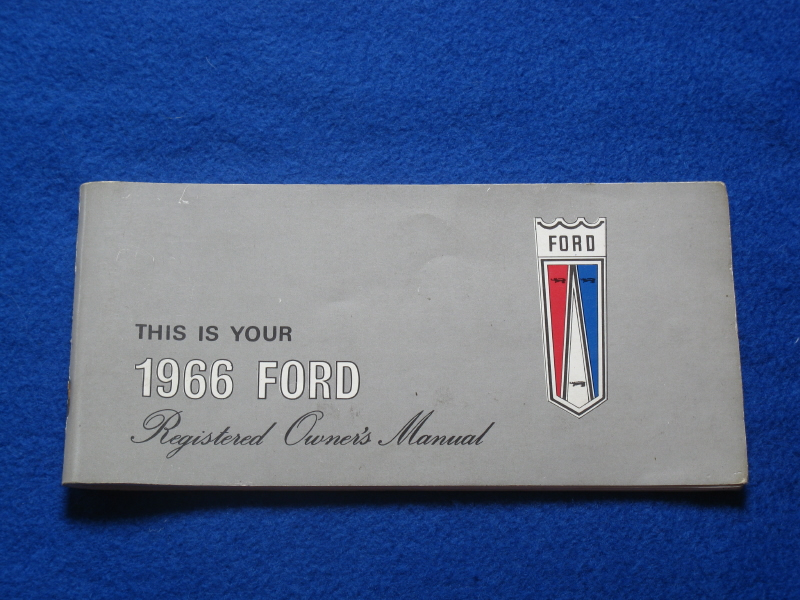 FORD
THIS IS YOUR
1966 FORD
Registered Owner's Manual